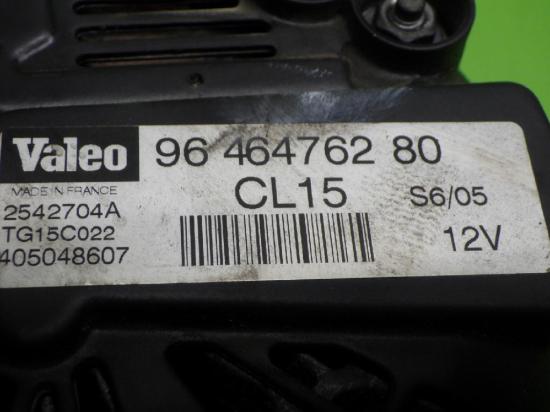 Valeo 96 464762 80
MADE IN FRANCE CL15 S6/05
2542704A
TG15C022 12V
405048607